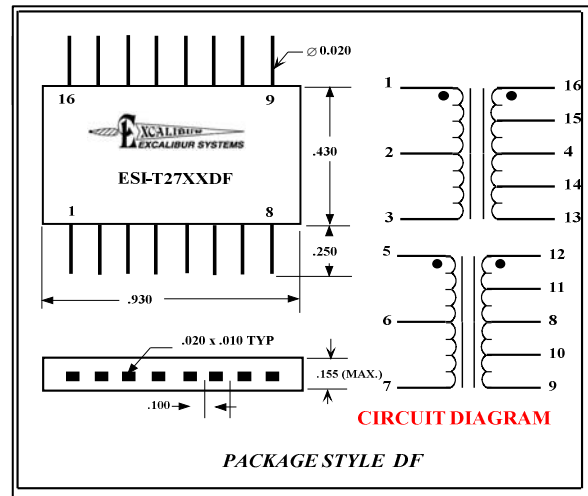 ∅ 0.020
16 9
EXCALIBUR
EXCALIBUR SYSTEMS
ESI-T27XXDF
1 8
.430
.250
.930
.020 x .010 TYP
.155 (MAX.)
.100
1 16
15
2 4
14
3 13
5 12
11
6 8
10
7 9
CIRCUIT DIAGRAM
PACKAGE STYLE DF